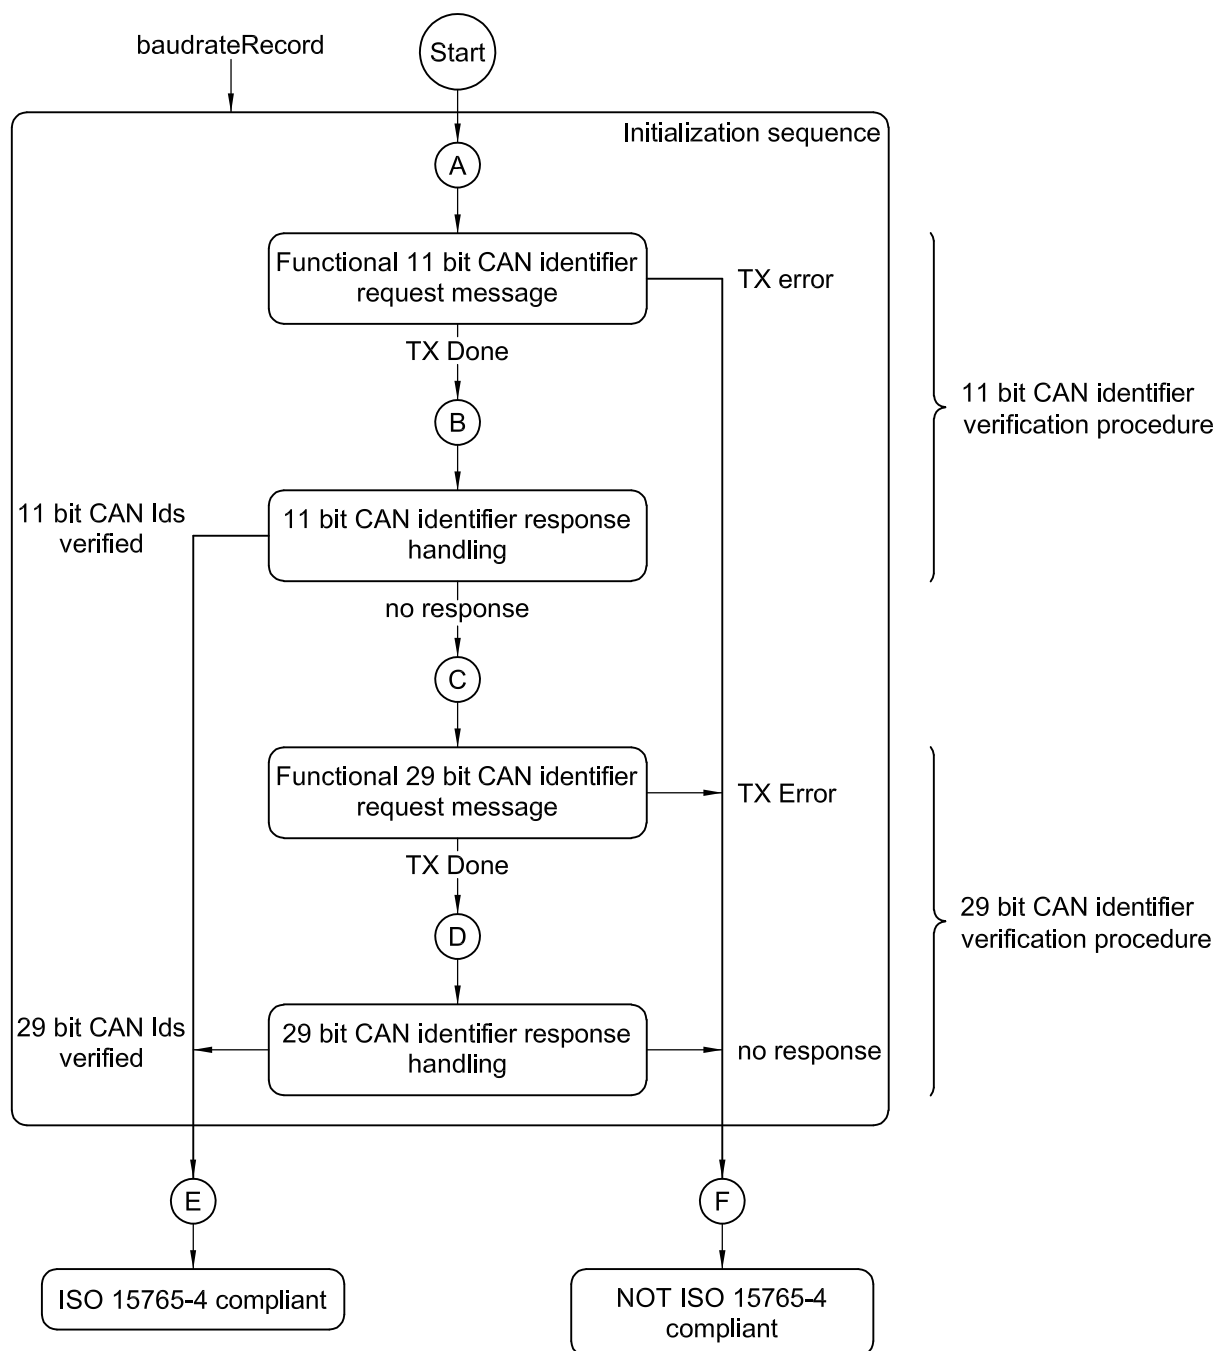 baudrateRecord
Start
Initialization sequence
A
Functional 11 bit CAN identifier
request message
TX error
TX Done
11 bit CAN identifier
verification procedure
B
11 bit CAN Ids
verified
11 bit CAN identifier response
handling
no response
C
Functional 29 bit CAN identifier
request message
TX Error
TX Done
29 bit CAN identifier
verification procedure
D
29 bit CAN Ids
verified
29 bit CAN identifier response
handling
no response
E
F
ISO 15765-4 compliant
NOT ISO 15765-4
compliant